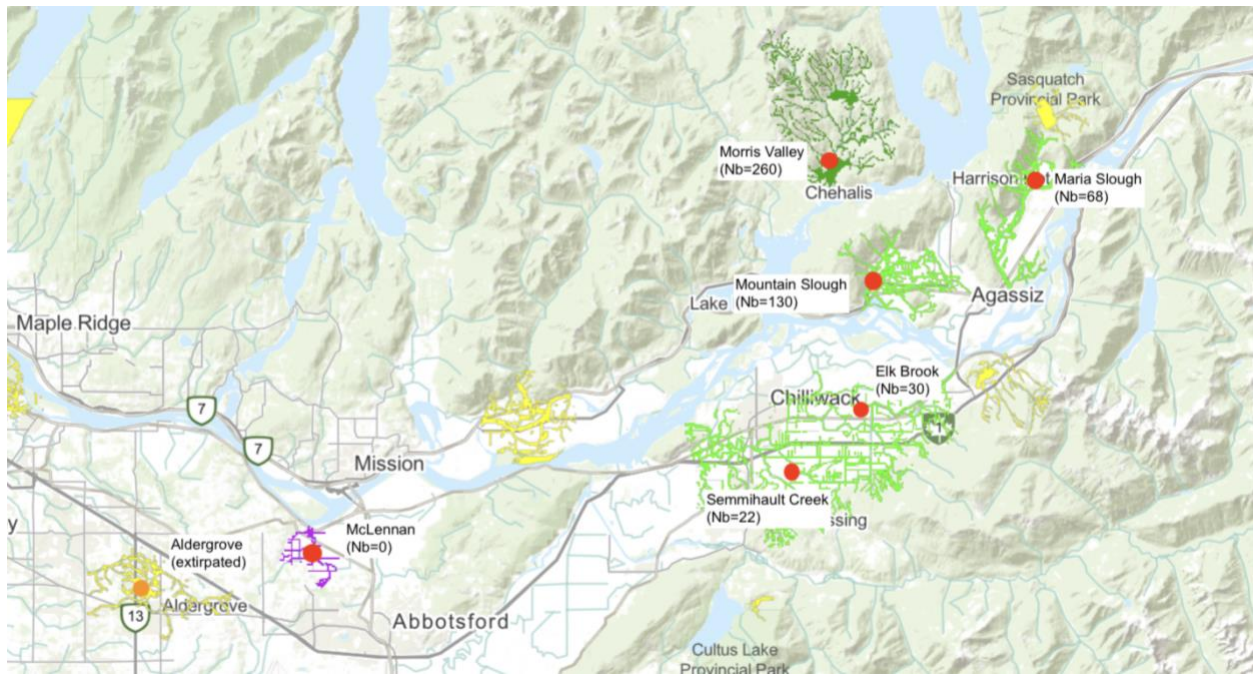 Sasquatch
Provincial Park
Morris Valley
(Nb=260)
Chehalis
Harrison Hot
Maria Slough
(Nb=68)
Mountain Slough
(Nb=130)
Lake
Agassiz
Maple Ridge
Elk Brook
(Nb=30)
Chilliwack
7
7
1
Mission
Semmihault Creek
(Nb=22)
ssing
y
McLennan
(Nb=0)
Aldergrove
(extirpated)
Aldergrove
13
Abbotsford
Cultus Lake
Provincial Park